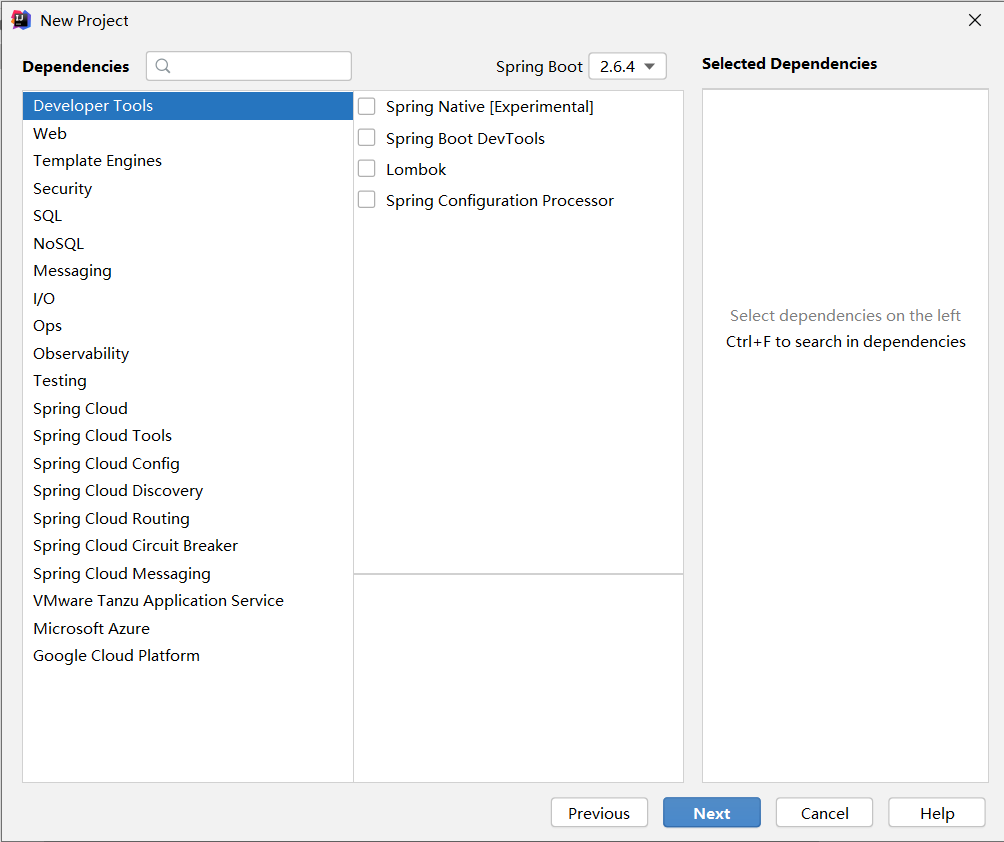 New Project
Dependencies
Spring Boot 2.6.4
Selected Dependencies
Developer Tools
Web
Template Engines
Security
SQL
NoSQL
Messaging
I/O
Ops
Observability
Testing
Spring Cloud
Spring Cloud Tools
Spring Cloud Config
Spring Cloud Discovery
Spring Cloud Routing
Spring Cloud Circuit Breaker
Spring Cloud Messaging
VMware Tanzu Application Service
Microsoft Azure
Google Cloud Platform
Spring Native [Experimental]
Spring Boot DevTools
Lombok
Spring Configuration Processor
Select dependencies on the left
Ctrl+F to search in dependencies
Previous
Next
Cancel
Help